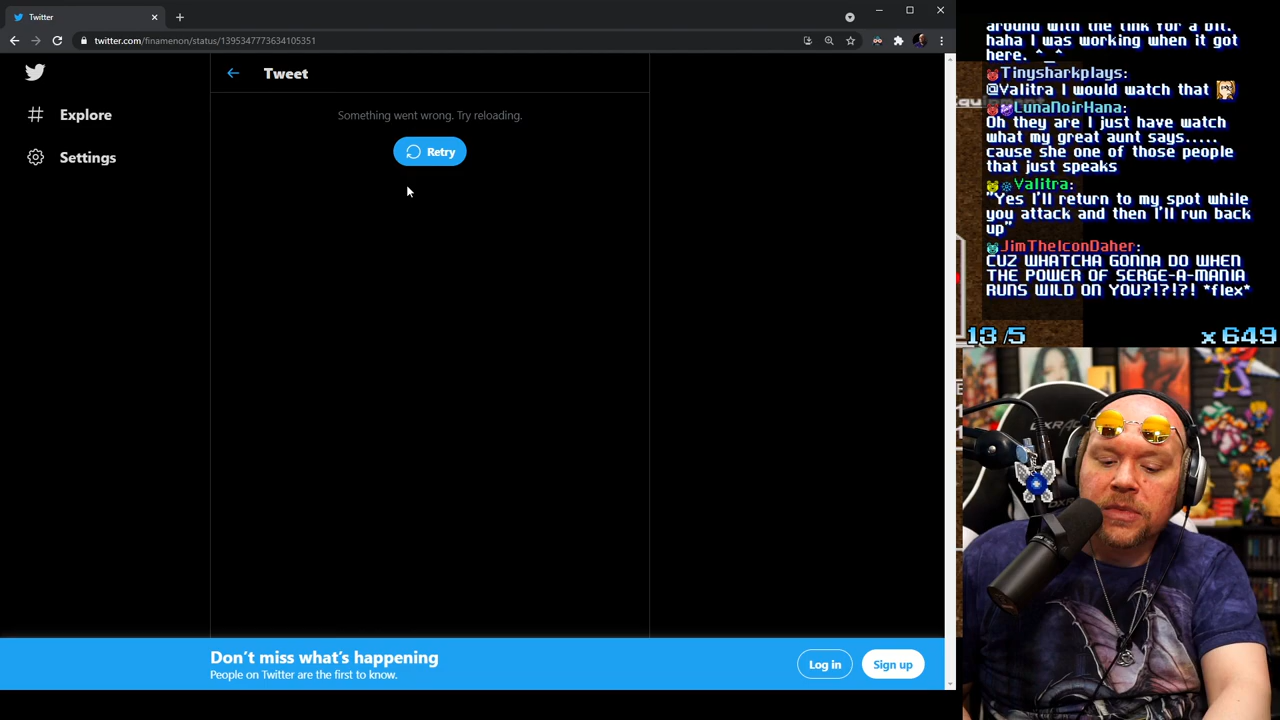 Twitter
twitter.com/finamenon/status/1395347773634105351
Tweet
Explore
Settings
Something went wrong. Try reloading.
Retry
Don't miss what's happening
People on Twitter are the first to know.
Log in
Sign up
around with the link for a bit.
haha I was working when it got
here. ^_^
Tinysharkplays:
@Valitra I would watch that
LunaNoirHana:
Oh they are I just have watch
what my great aunt says.....
cause she one of those people
that just speaks
Valitra:
"Yes I'll return to my spot while
you attack and then I'll run back
up"
JimTheIconDaher:
CUZ WHATCHA GONNA DO WHEN
THE POWER OF SERGE-A-MANIA
RUNS WILD ON YOU?!?!?! *flex*
13/5
x649